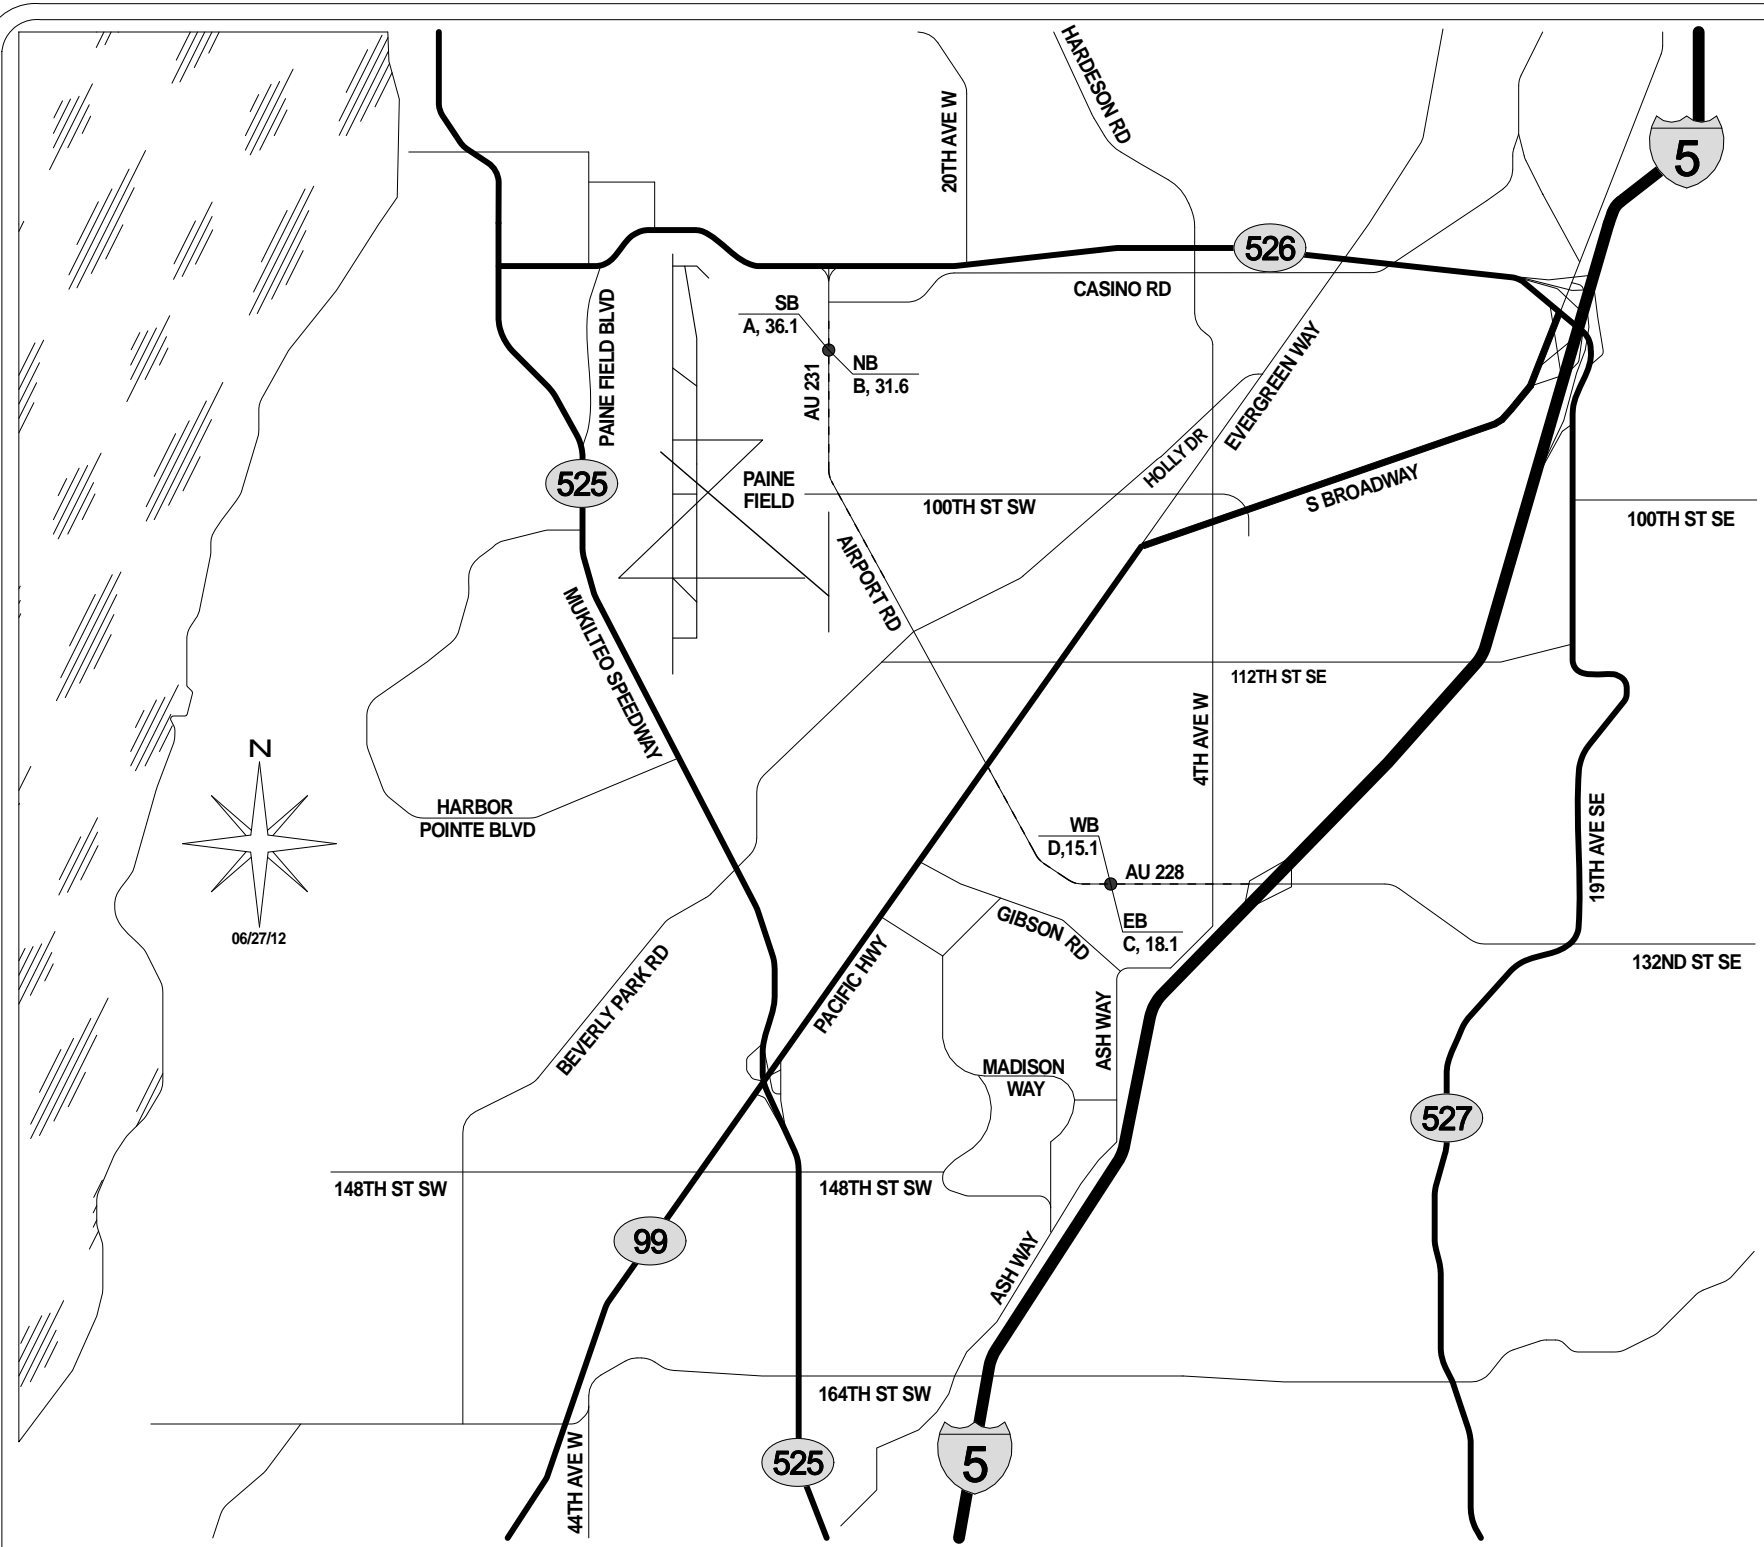 HARDESON RD
20TH AVE W
5
526
CASINO RD
SB
A, 36.1
NB
B, 31.6
AU 231
PAINE FIELD BLVD
EVERGREEN WAY
HOLLY DR
525
PAINE
FIELD
S BROADWAY
100TH ST SW
100TH ST SE
AIRPORT RD
MUKILTEO SPEEDWAY
112TH ST SE
4TH AVE W
N
06/27/12
HARBOR
POINTE BLVD
WB
D,15.1
AU 228
EB
C, 18.1
19TH AVE SE
GIBSON RD
132ND ST SE
PACIFIC HWY
BEVERLY PARK RD
ASH WAY
MADISON
WAY
527
148TH ST SW
148TH ST SW
99
ASH WAY
164TH ST SW
44TH AVE W
525
5